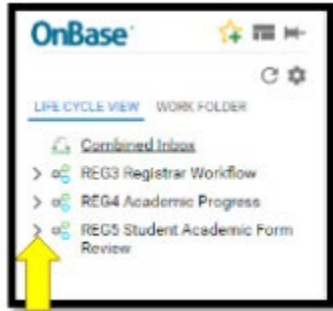 OnBase
LIFE CYCLE VIEW WORK FOLDER
Combined Inbox
REG3 Registrar Workflow
REG4 Academic Progress
REG5 Student Academic Form
Review